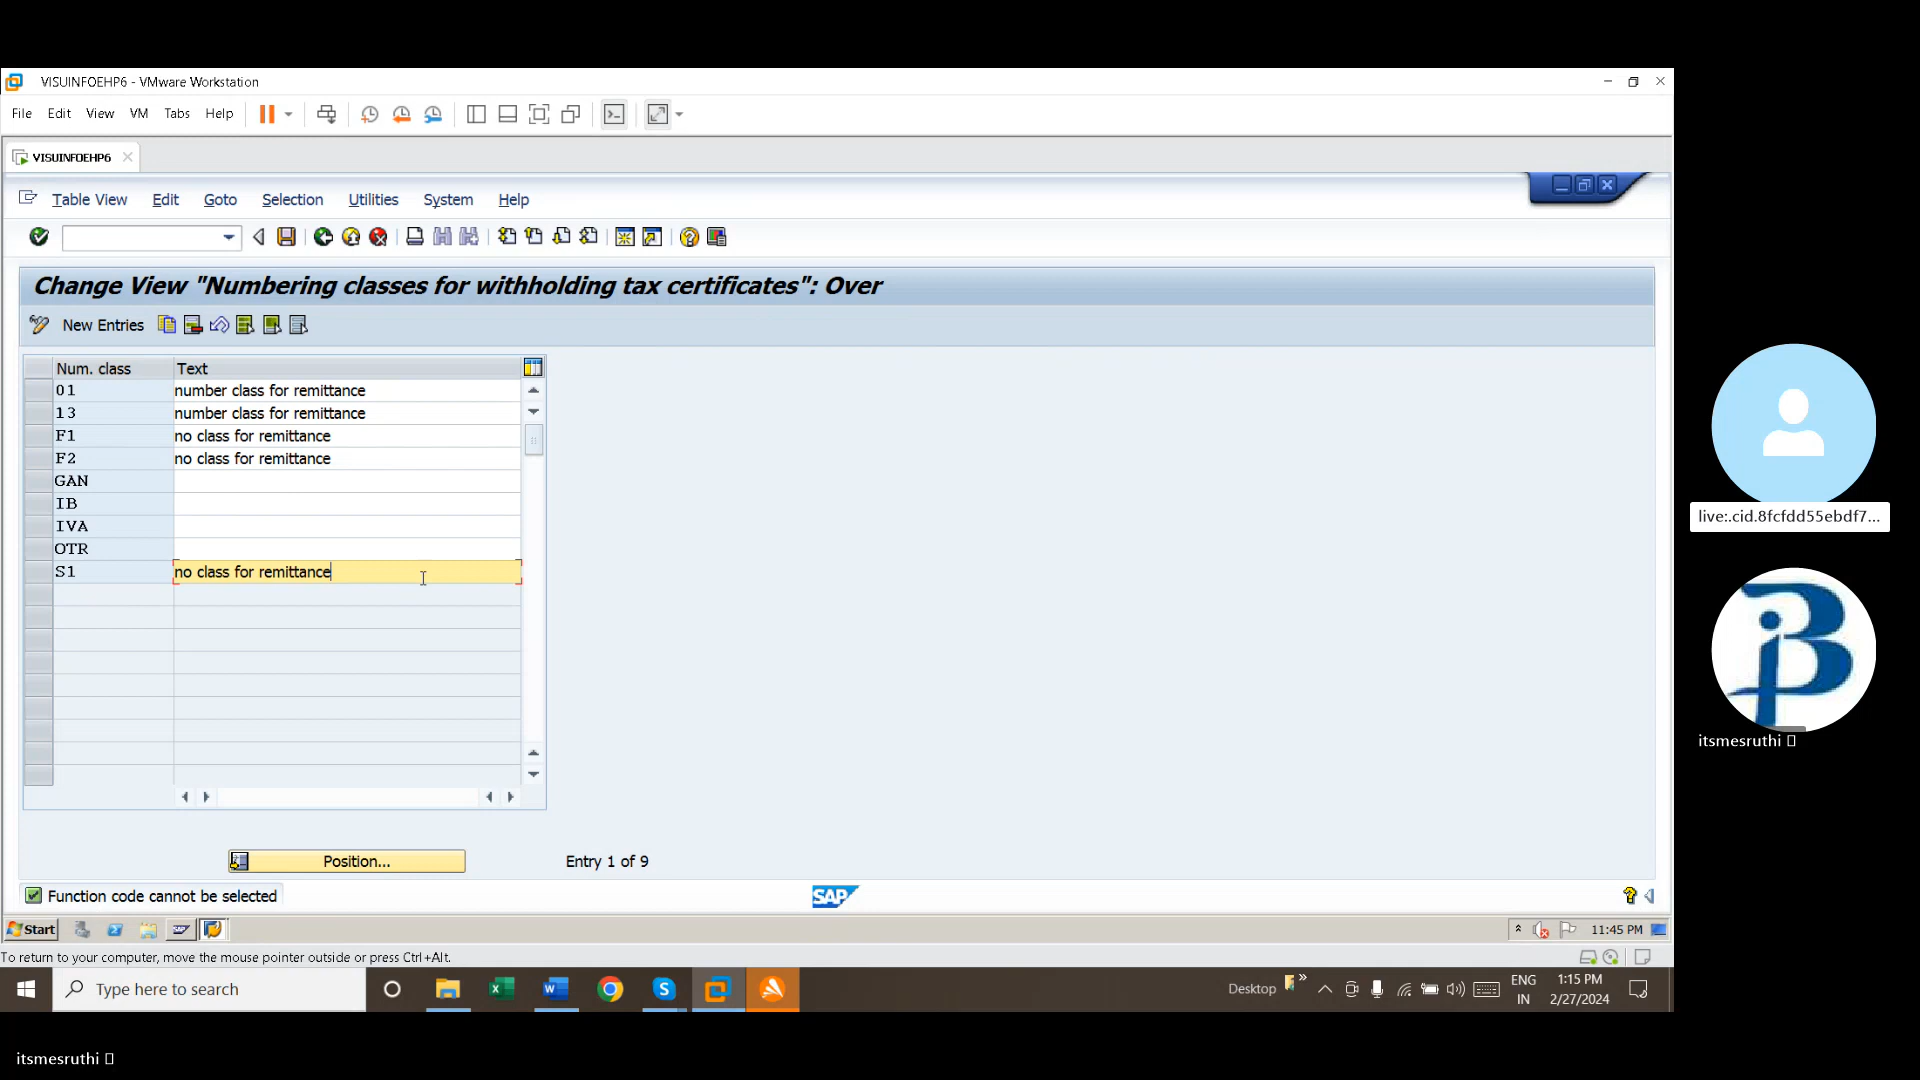 VISUINFOEHP6 - VMware Workstation
File Edit View VM Tabs Help
VISUINFOEHP6
Table View Edit Goto Selection Utilities System Help
Change View "Numbering classes for withholding tax certificates": Over
New Entries
Num. class Text
01 number class for remittance
13 number class for remittance
F1 no class for remittance
F2 no class for remittance
GAN
IB
IVA
OTR
S1 no class for remittance
Position... Entry 1 of 9
Function code cannot be selected
SAP
Start 11:45 PM
To return to your computer, move the mouse pointer outside or press Ctrl+Alt.
Type here to search Desktop ENG IN 1:15 PM 2/27/2024
live:.cid.8fcfdd55ebdf7...
itsmesruthi
itsmesruthi